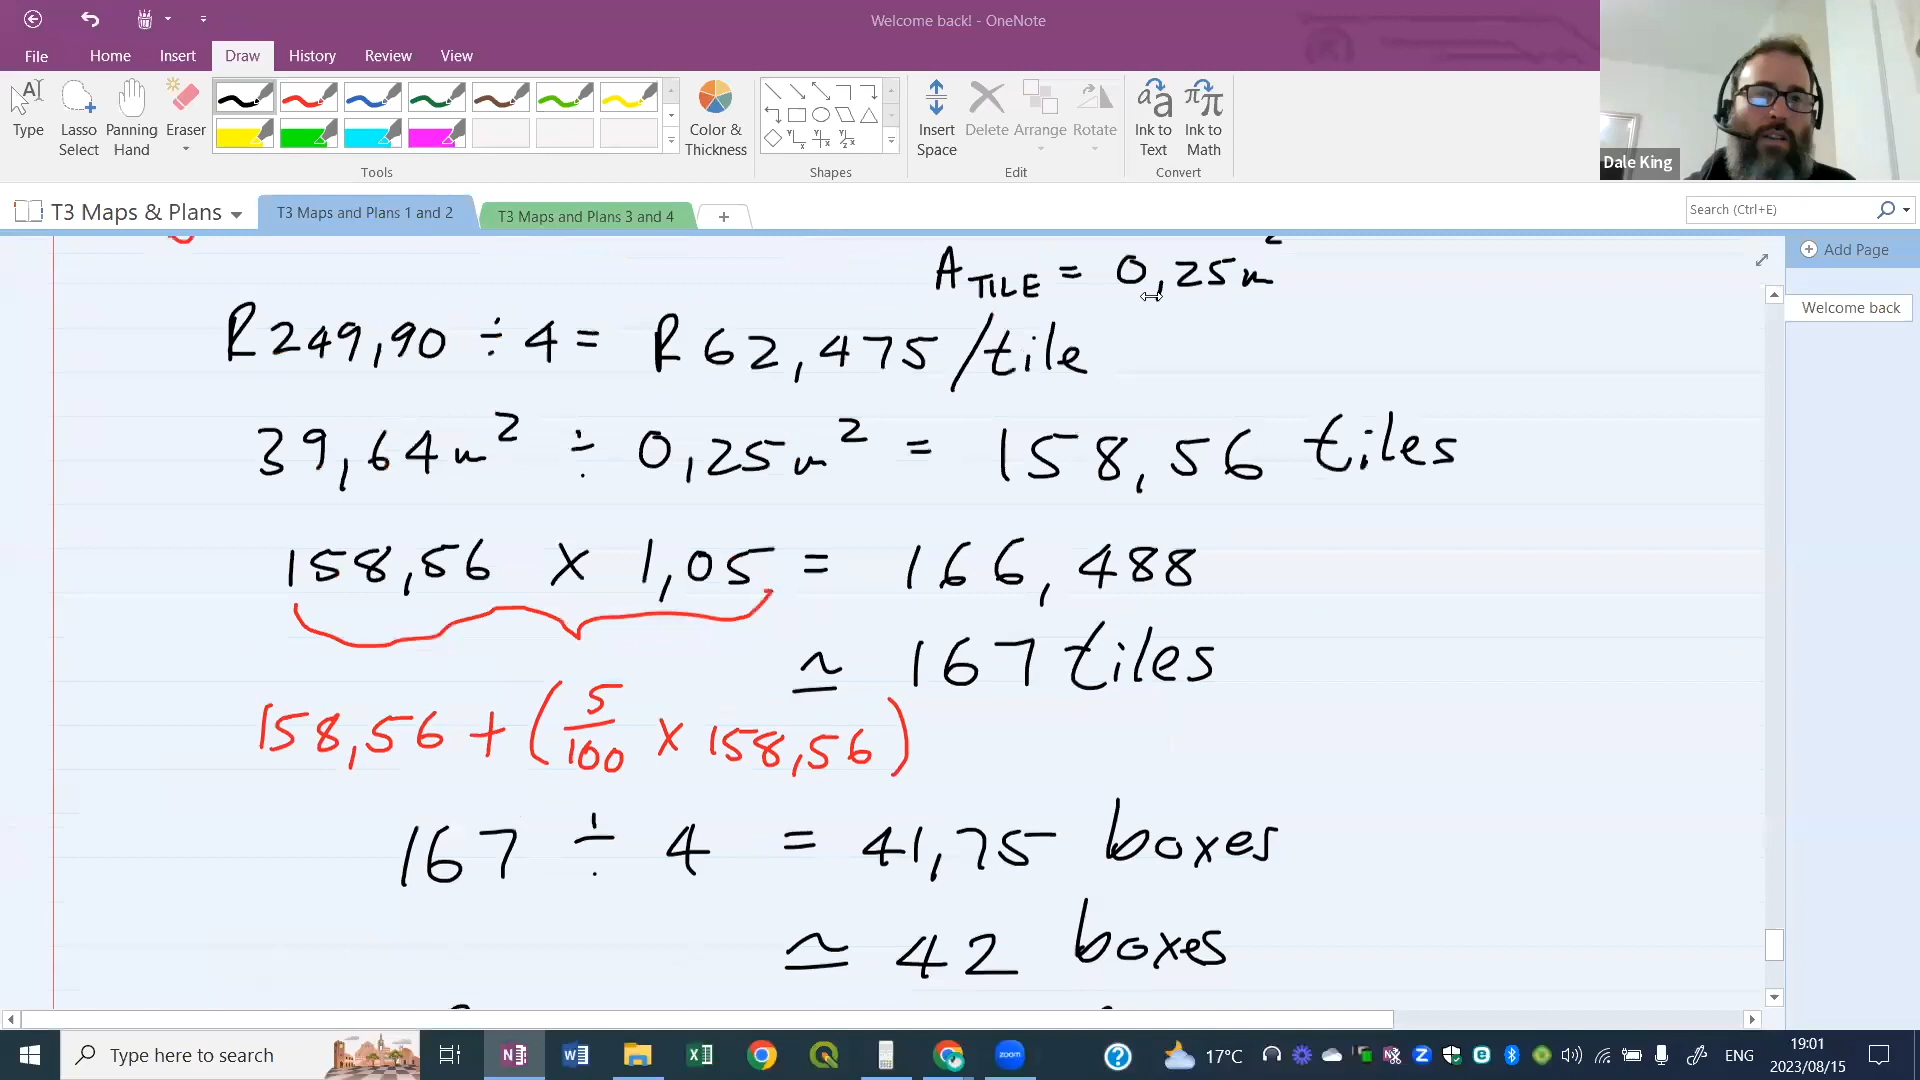 Welcome back! - OneNote
File Home Insert Draw History Review View
Type
Lasso Select
Panning Hand
Eraser
Color & Thickness
Insert Space
Delete
Arrange
Rotate
Ink to Text
Ink to Math
Tools
Shapes
Edit
Convert
Dale King
T3 Maps & Plans
T3 Maps and Plans 1 and 2
T3 Maps and Plans 3 and 4
Search (Ctrl+E)
Add Page
Welcome back
A TILE = 0,25m²
R249,90 ÷ 4 = R62,475/tile
39,64m² ÷ 0,25m² = 158,56 tiles
158,56 x 1,05 = 166,488
≃ 167 tiles
158,56 + (5/100 x 158,56)
167 ÷ 4 = 41,75 boxes
≃ 42 boxes
Type here to search
zoom
17°C
ENG
19:01
2023/08/15